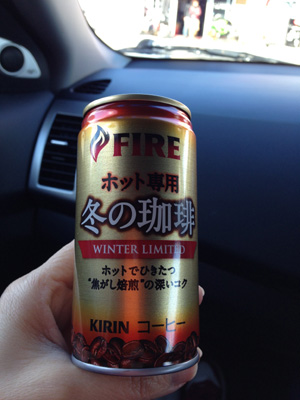 FIRE
ホット専用
冬の珈琲
WINTER LIMITED
ホットでひきたつ
“焦がし焙煎”の深いコク
KIRIN コーヒー